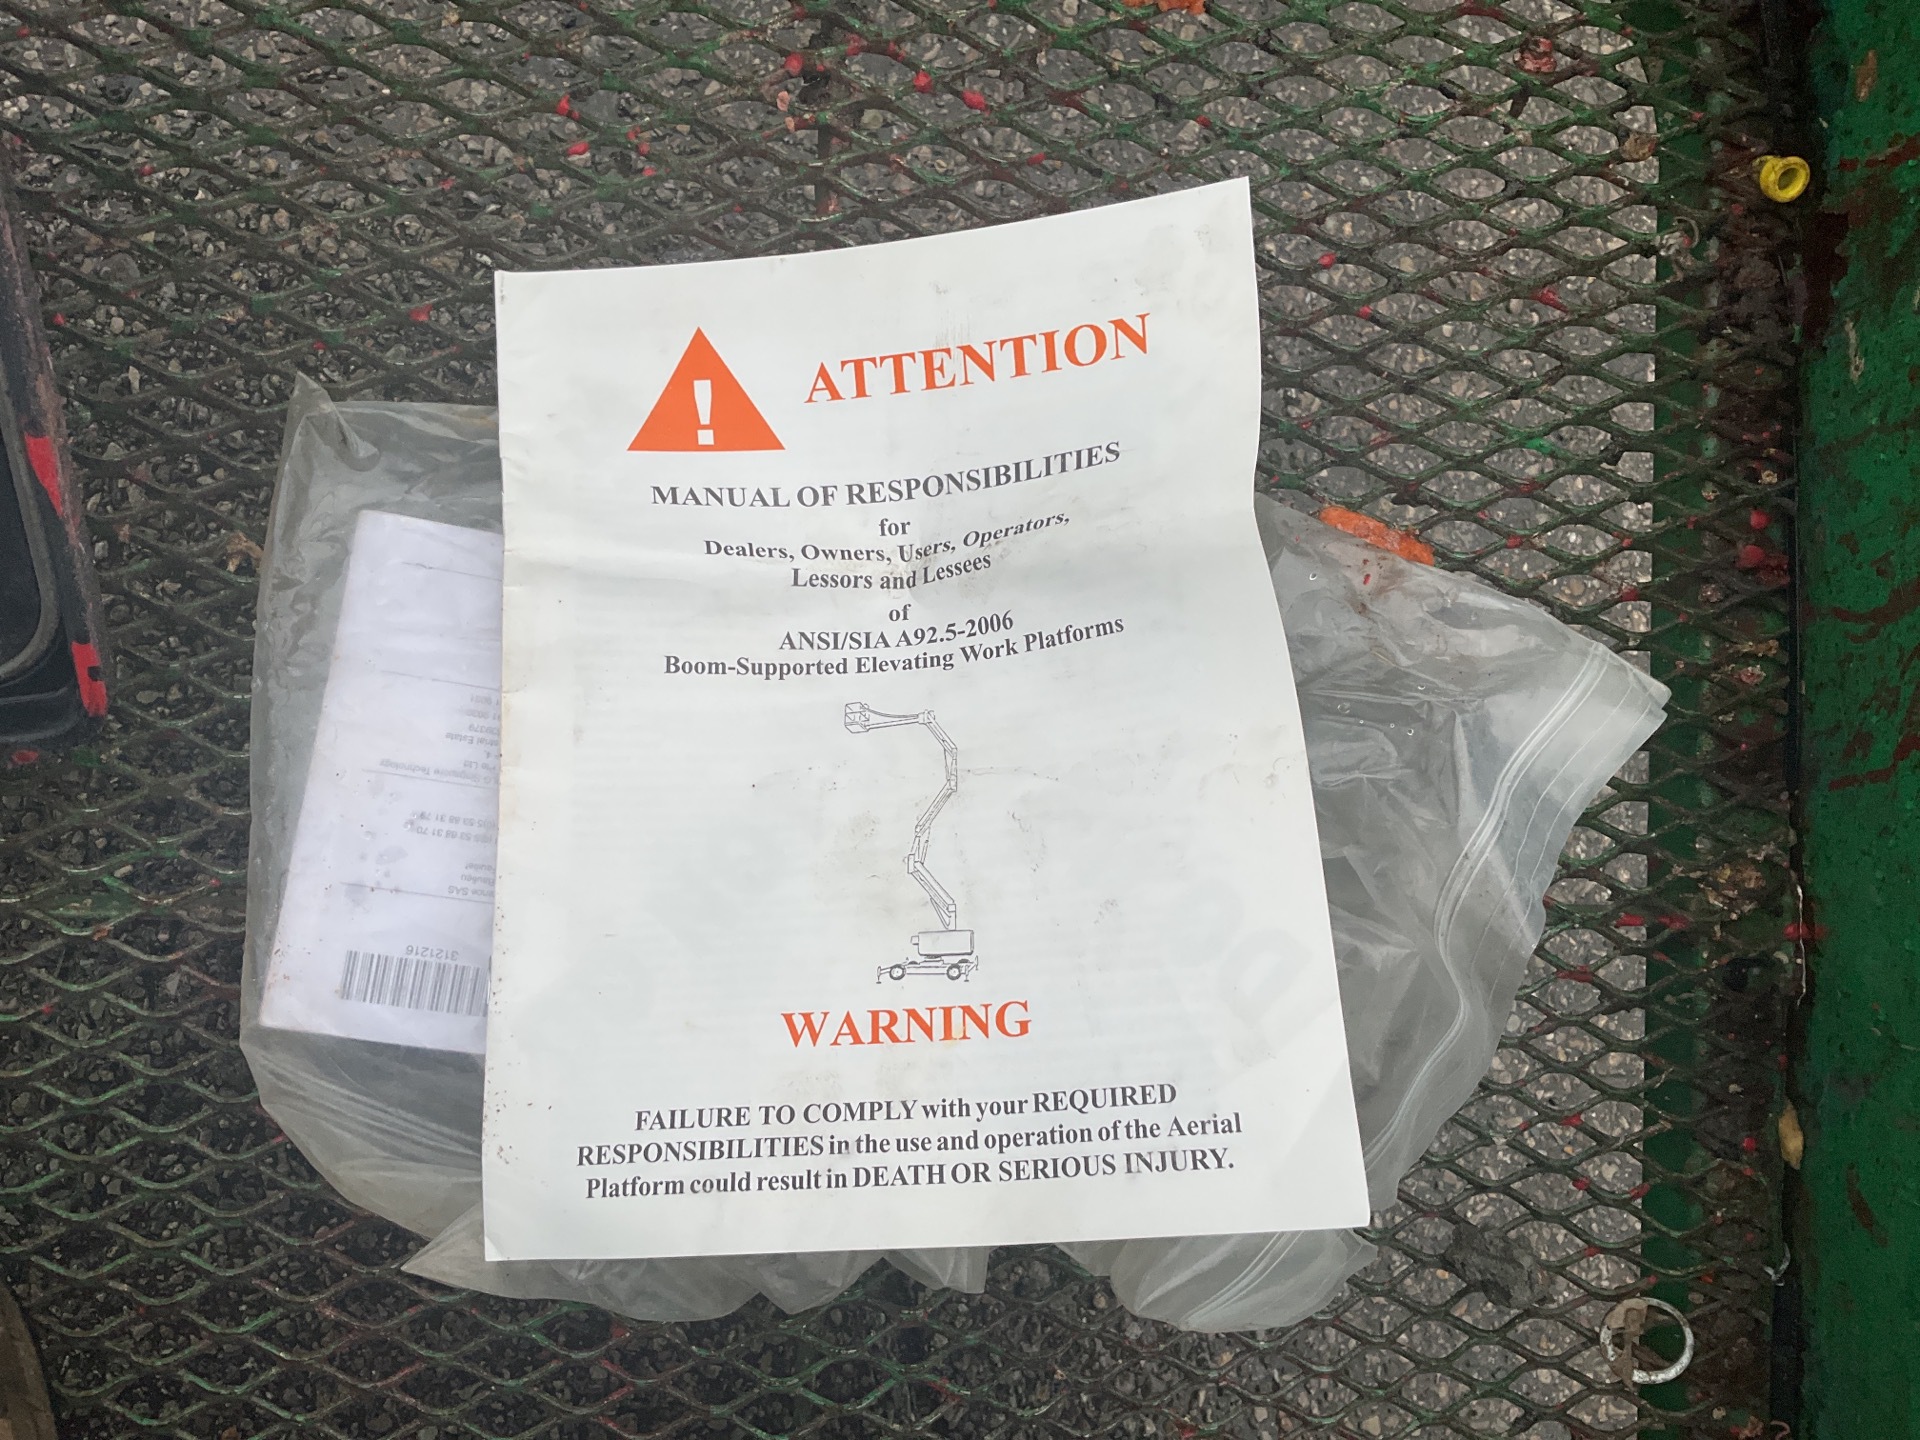 !
ATTENTION
MANUAL OF RESPONSIBILITIES
for
Dealers, Owners, Users, Operators,
Lessors and Lessees
of
ANSI/SIA A92.5-2006
Boom-Supported Elevating Work Platforms
WARNING
FAILURE TO COMPLY with your REQUIRED
RESPONSIBILITIES in the use and operation of the Aerial
Platform could result in DEATH OR SERIOUS INJURY.
3121216